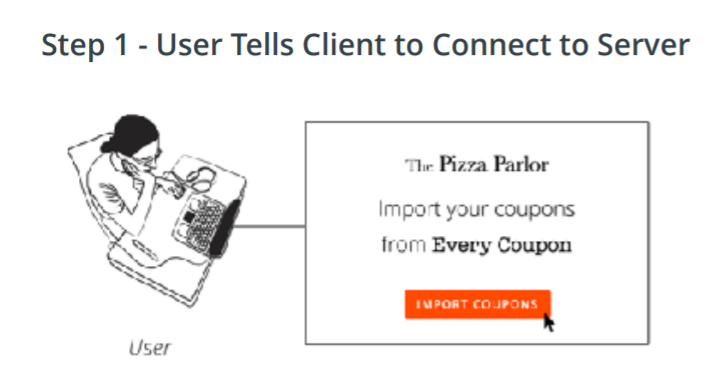 Step 1 - User Tells Client to Connect to Server
The Pizza Parlor
Import your coupons
from Every Coupon
IMPORT COUPONS
User